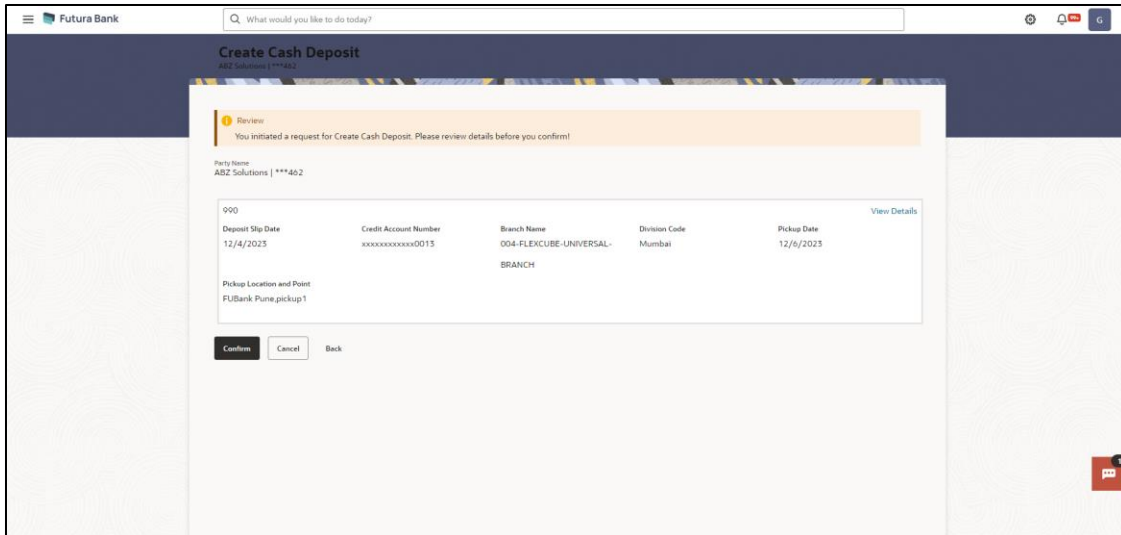 Futura Bank
What would you like to do today?
G
Create Cash Deposit
ABZ Solutions | ***462
Review
You initiated a request for Create Cash Deposit. Please review details before you confirm!
Party Name
ABZ Solutions | ***462
990
View Details
Deposit Slip Date Credit Account Number Branch Name Division Code Pickup Date
12/4/2023 xxxxxxxxxxxx0013 004-FLEXCUBE-UNIVERSAL- Mumbai 12/6/2023
BRANCH
Pickup Location and Point
FUBank Pune,pickup1
Confirm Cancel Back